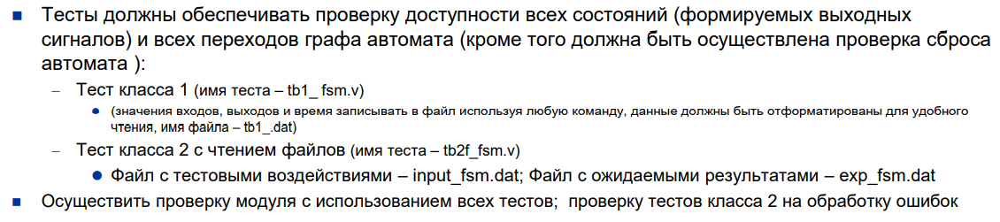 Тесты должны обеспечивать проверку доступности всех состояний (формируемых выходных
сигналов) и всех переходов графа автомата (кроме того должна быть осуществлена проверка сброса
автомата ):
– Тест класса 1 (имя теста – tb1_ fsm.v)
(значения входов, выходов и время записывать в файл используя любую команду, данные должны быть отформатированы для удобного
чтения, имя файла – tb1_.dat)
– Тест класса 2 с чтением файлов (имя теста – tb2f_fsm.v)
Файл с тестовыми воздействиями – input_fsm.dat; Файл с ожидаемыми результатами – exp_fsm.dat
Осуществить проверку модуля с использованием всех тестов; проверку тестов класса 2 на обработку ошибок